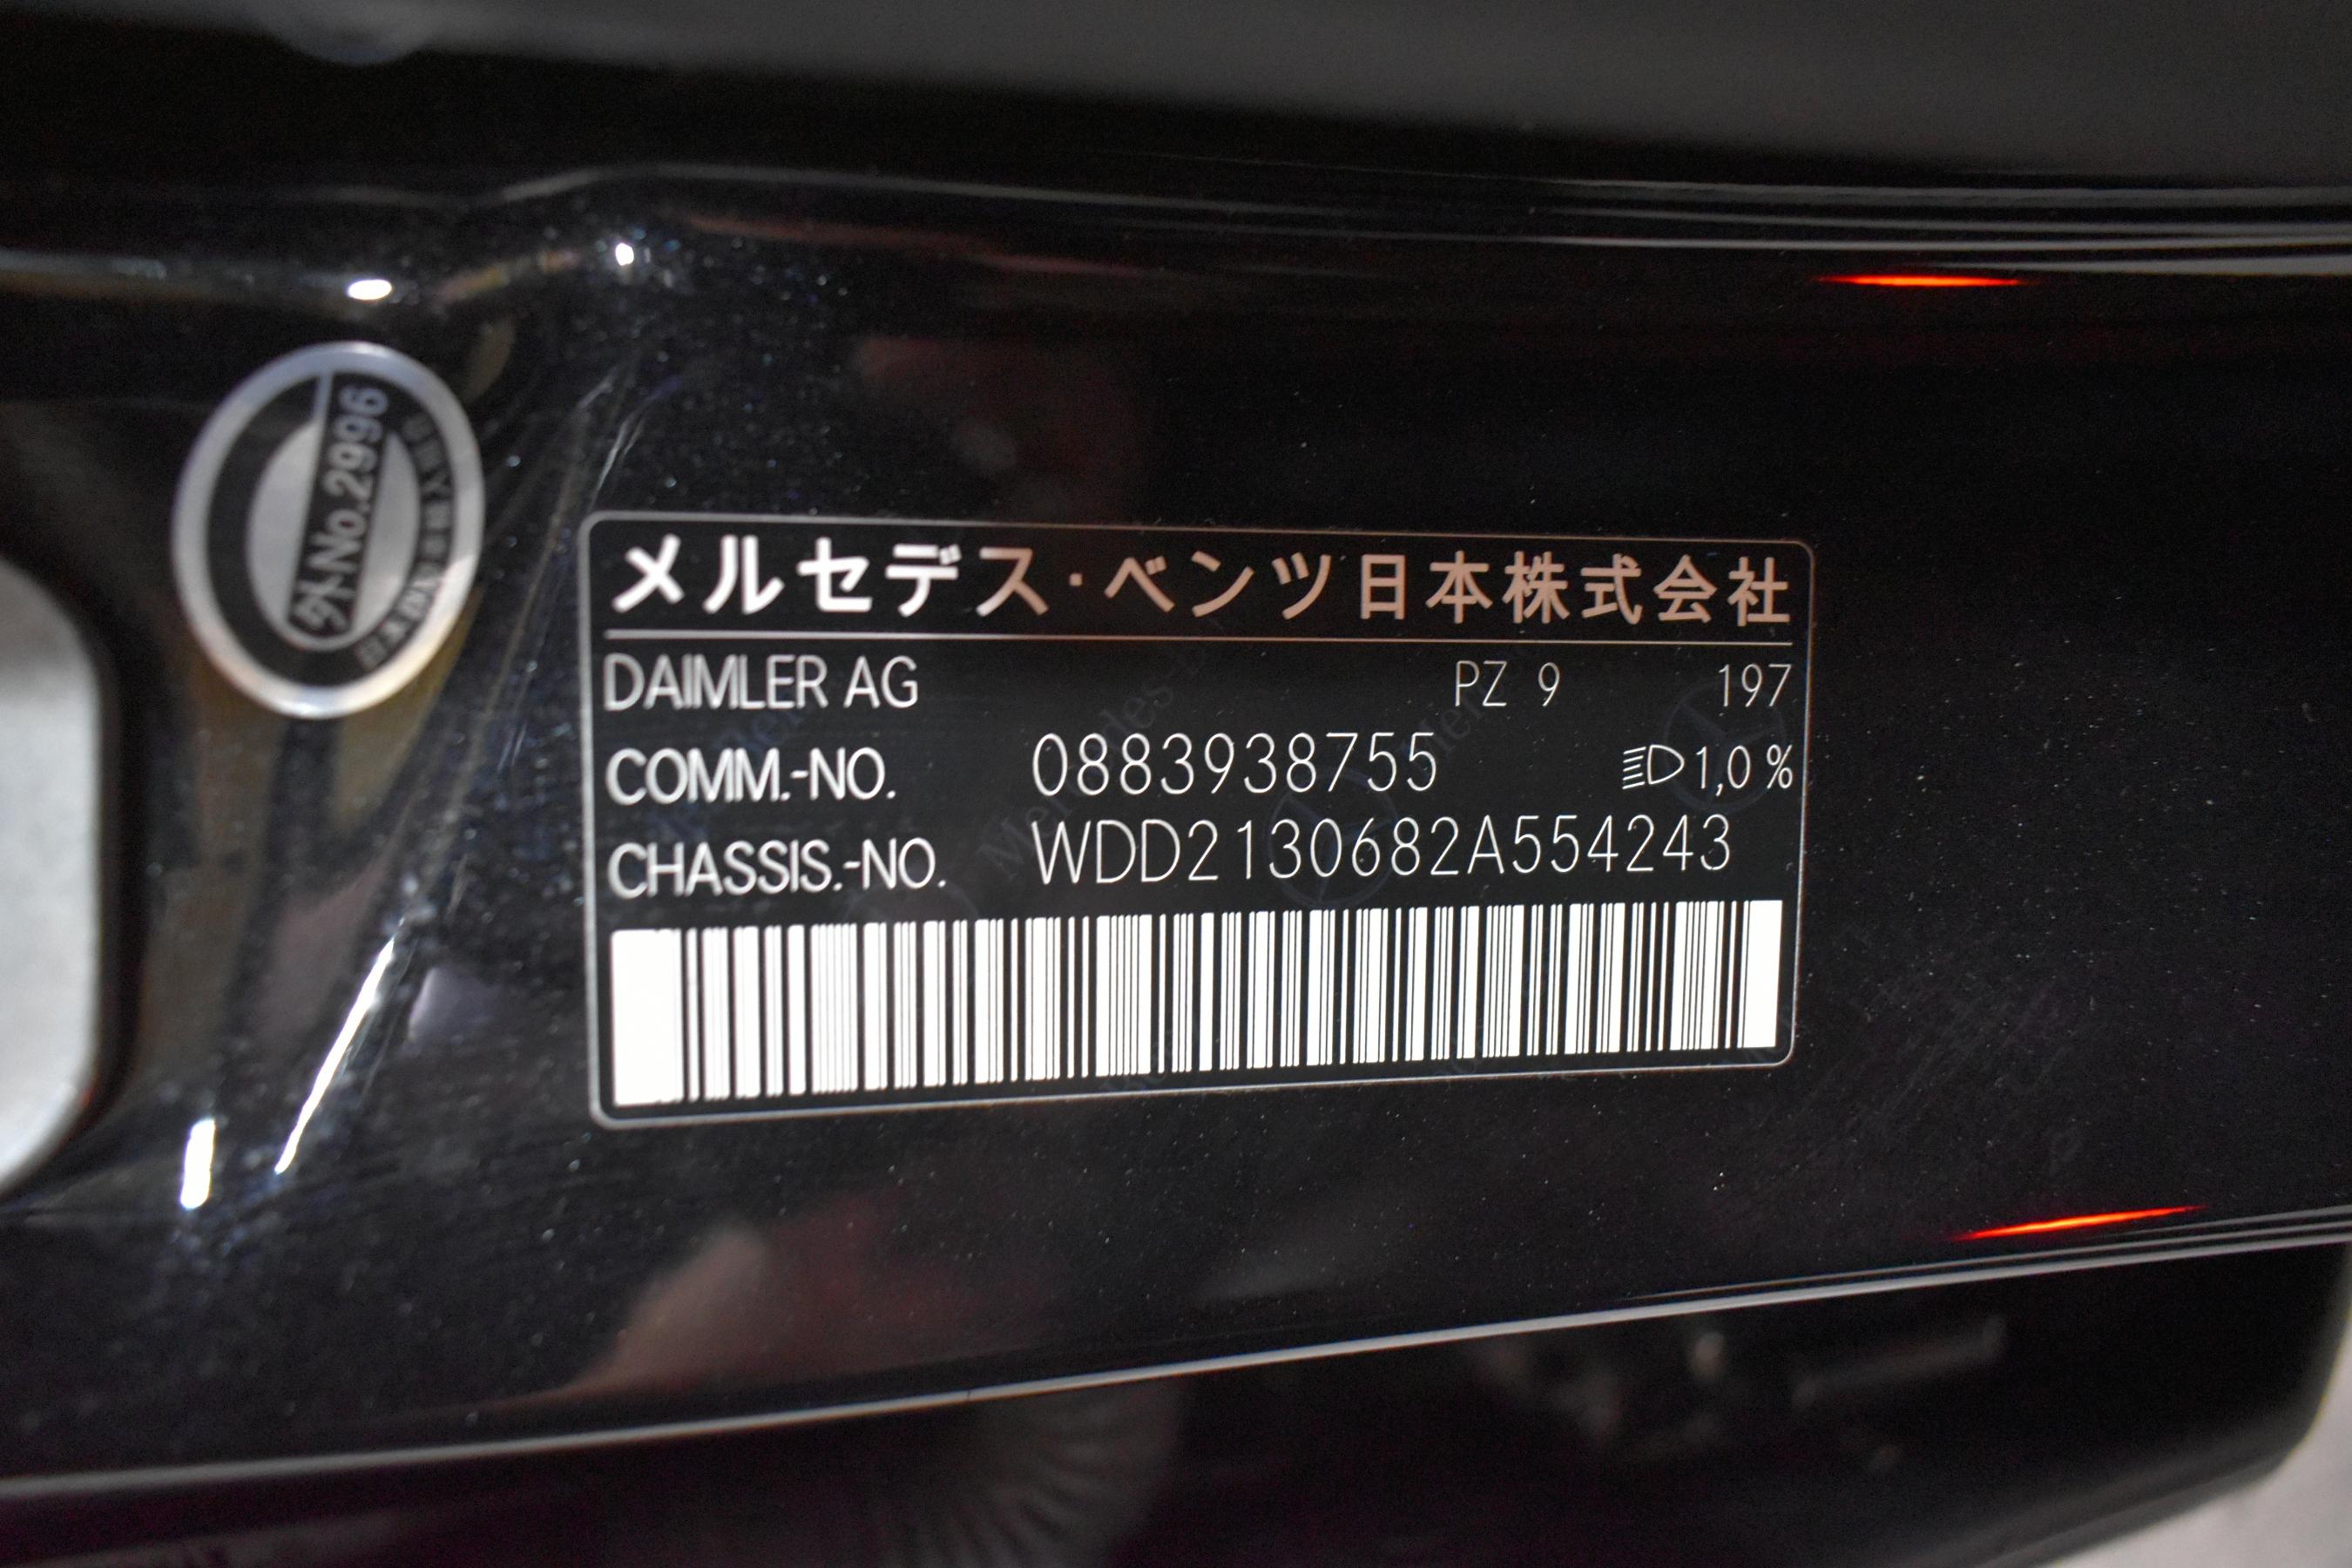 外No.2996
メルセデス・ベンツ日本株式会社
DAIMLER AG PZ 9 197
COMM.-NO. 0883938755 1,0 %
CHASSIS.-NO. WDD2130682A554243